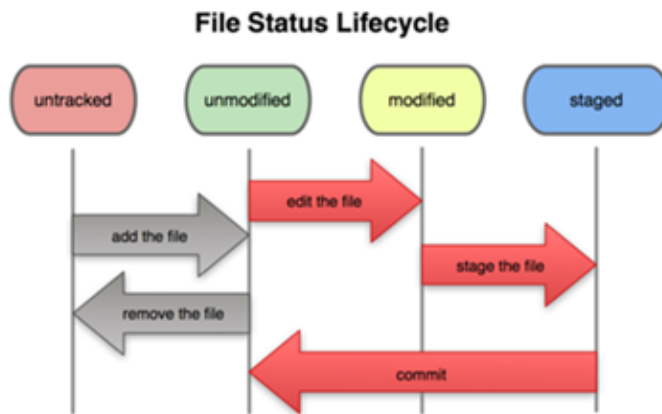 File Status Lifecycle
untracked
unmodified
modified
staged
edit the file
add the file
stage the file
remove the file
commit